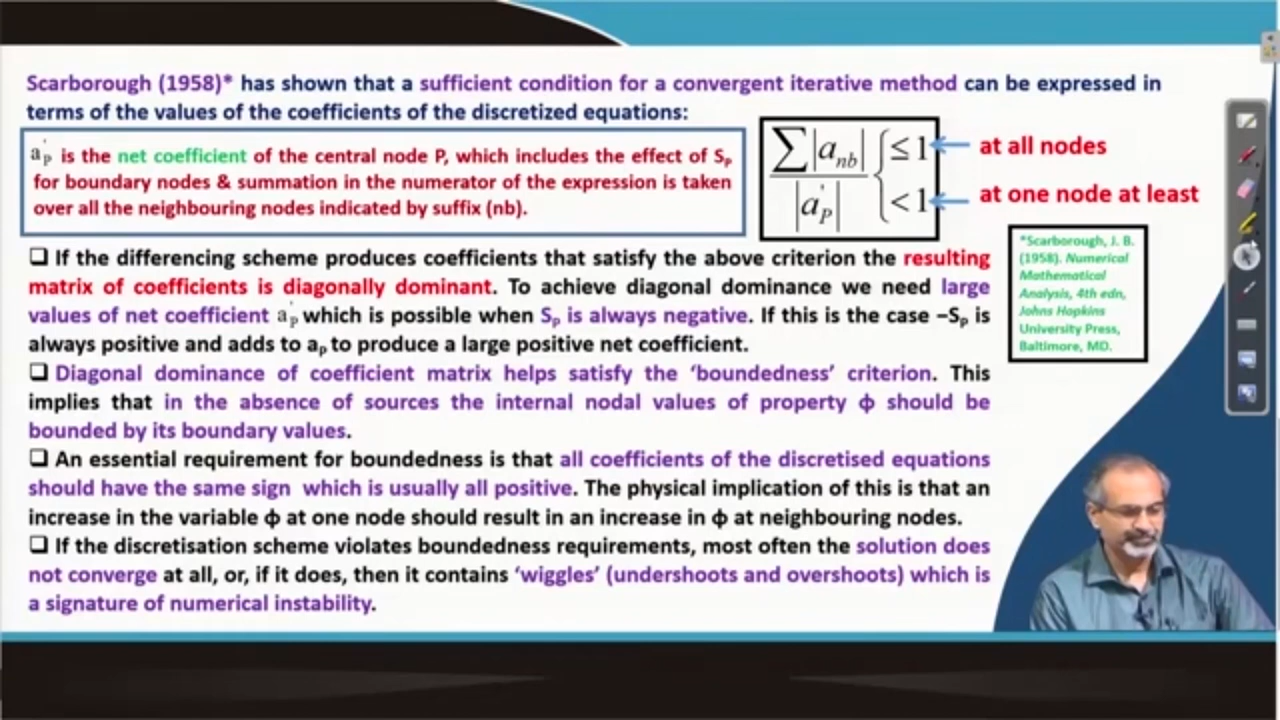 Scarborough (1958)* has shown that a sufficient condition for a convergent iterative method can be expressed in
terms of the values of the coefficients of the discretized equations:
a'P is the net coefficient of the central node P, which includes the effect of SP
for boundary nodes & summation in the numerator of the expression is taken
over all the neighbouring nodes indicated by suffix (nb).
∑|anb| / |a'P| { ≤ 1 at all nodes
< 1 at one node at least
*Scarborough, J. B.
(1958). Numerical
Mathematical
Analysis, 4th edn,
Johns Hopkins
University Press,
Baltimore, MD.
❑ If the differencing scheme produces coefficients that satisfy the above criterion the resulting
matrix of coefficients is diagonally dominant. To achieve diagonal dominance we need large
values of net coefficient a'P which is possible when SP is always negative. If this is the case –SP is
always positive and adds to aP to produce a large positive net coefficient.
❑ Diagonal dominance of coefficient matrix helps satisfy the ‘boundedness’ criterion. This
implies that in the absence of sources the internal nodal values of property ϕ should be
bounded by its boundary values.
❑ An essential requirement for boundedness is that all coefficients of the discretised equations
should have the same sign which is usually all positive. The physical implication of this is that an
increase in the variable ϕ at one node should result in an increase in ϕ at neighbouring nodes.
❑ If the discretisation scheme violates boundedness requirements, most often the solution does
not converge at all, or, if it does, then it contains ‘wiggles’ (undershoots and overshoots) which is
a signature of numerical instability.